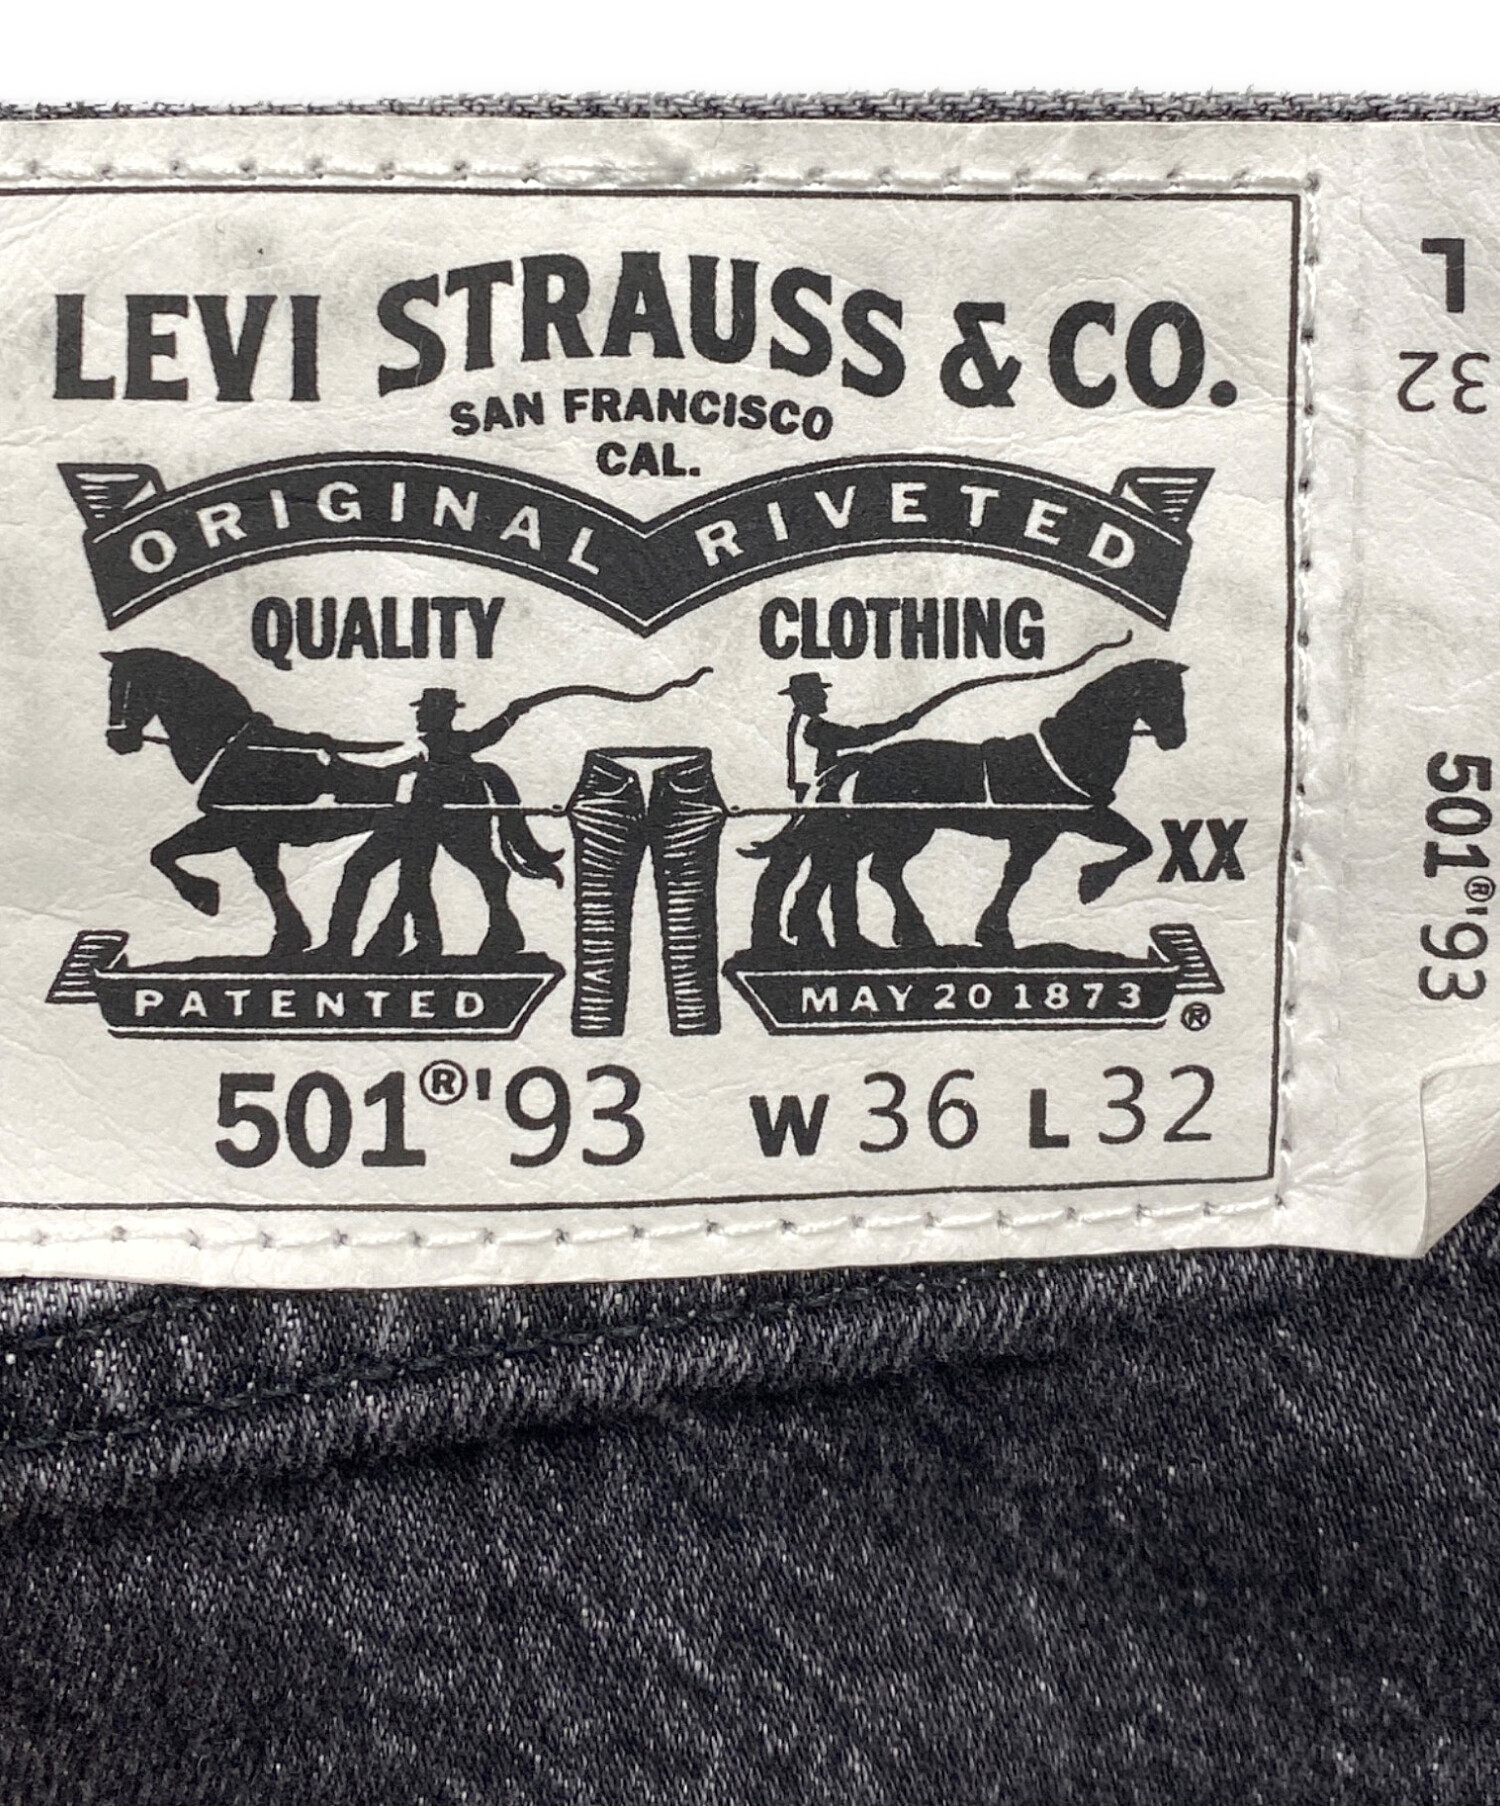 LEVI STRAUSS & CO.
SAN FRANCISCO
CAL.
ORIGINAL RIVETED
QUALITY CLOTHING
XX
PATENTED MAY 20 1873 ®
501®'93 W 36 L 32
L
32
501®'93